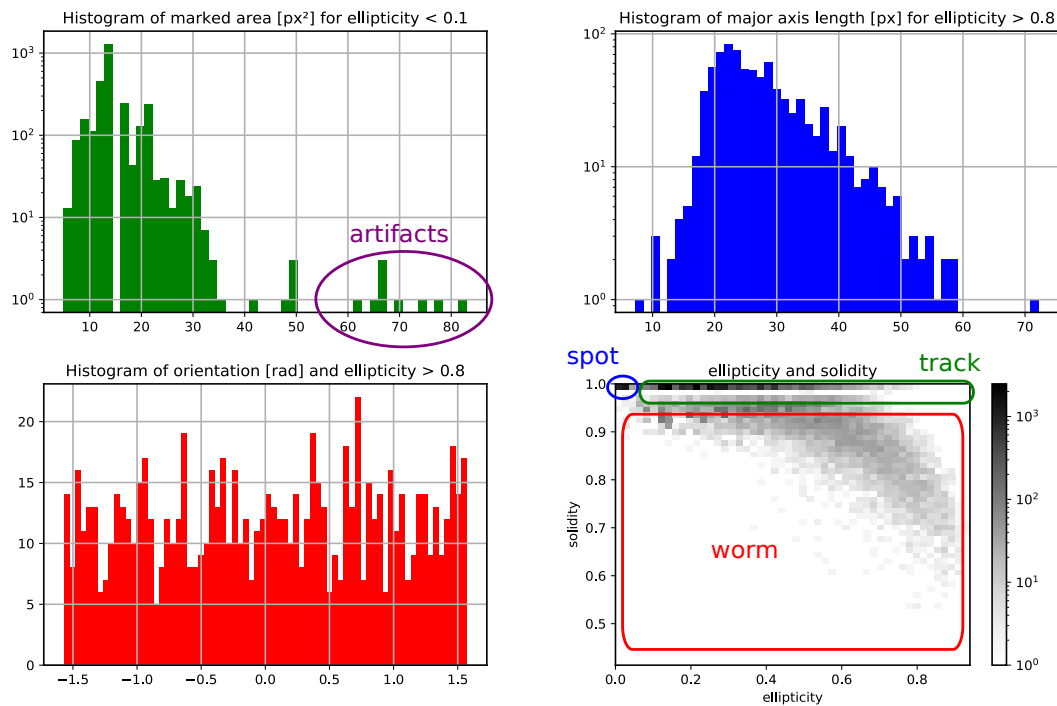 Histogram of marked area [px²] for ellipticity < 0.1
10³
10²
10¹
10⁰
artifacts
10 20 30 40 50 60 70 80
Histogram of major axis length [px] for ellipticity > 0.8
10²
10¹
10⁰
10 20 30 40 50 60 70
Histogram of orientation [rad] and ellipticity > 0.8
20
15
10
5
0
−1.5 −1.0 −0.5 0.0 0.5 1.0 1.5
spot
track
ellipticity and solidity
1.0
0.9
0.8
0.7
0.6
0.5
solidity
worm
0.0 0.2 0.4 0.6 0.8
ellipticity
10³
10²
10¹
10⁰